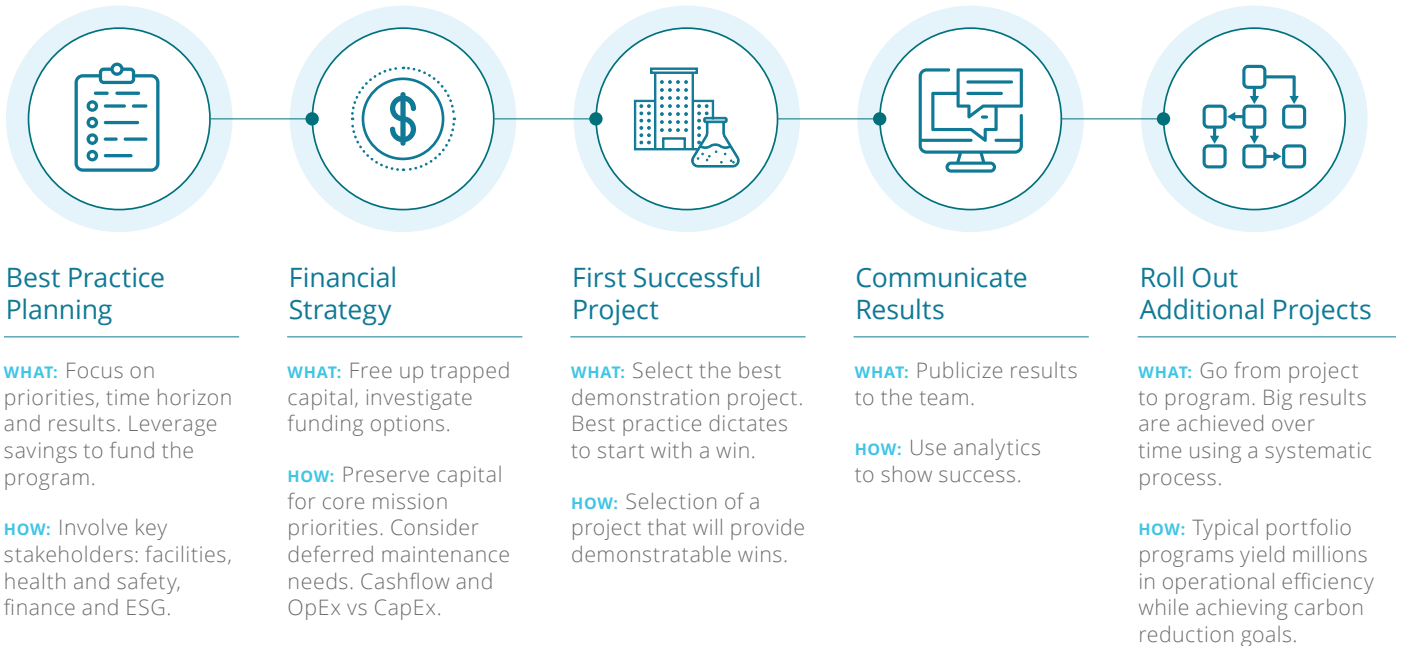 Best Practice
Planning
WHAT: Focus on
priorities, time horizon
and results. Leverage
savings to fund the
program.
HOW: Involve key
stakeholders: facilities,
health and safety,
finance and ESG.
Financial
Strategy
WHAT: Free up trapped
capital, investigate
funding options.
HOW: Preserve capital
for core mission
priorities. Consider
deferred maintenance
needs. Cashflow and
OpEx vs CapEx.
First Successful
Project
WHAT: Select the best
demonstration project.
Best practice dictates
to start with a win.
HOW: Selection of a
project that will provide
demonstratable wins.
Communicate
Results
WHAT: Publicize results
to the team.
HOW: Use analytics
to show success.
Roll Out
Additional Projects
WHAT: Go from project
to program. Big results
are achieved over
time using a systematic
process.
HOW: Typical portfolio
programs yield millions
in operational efficiency
while achieving carbon
reduction goals.